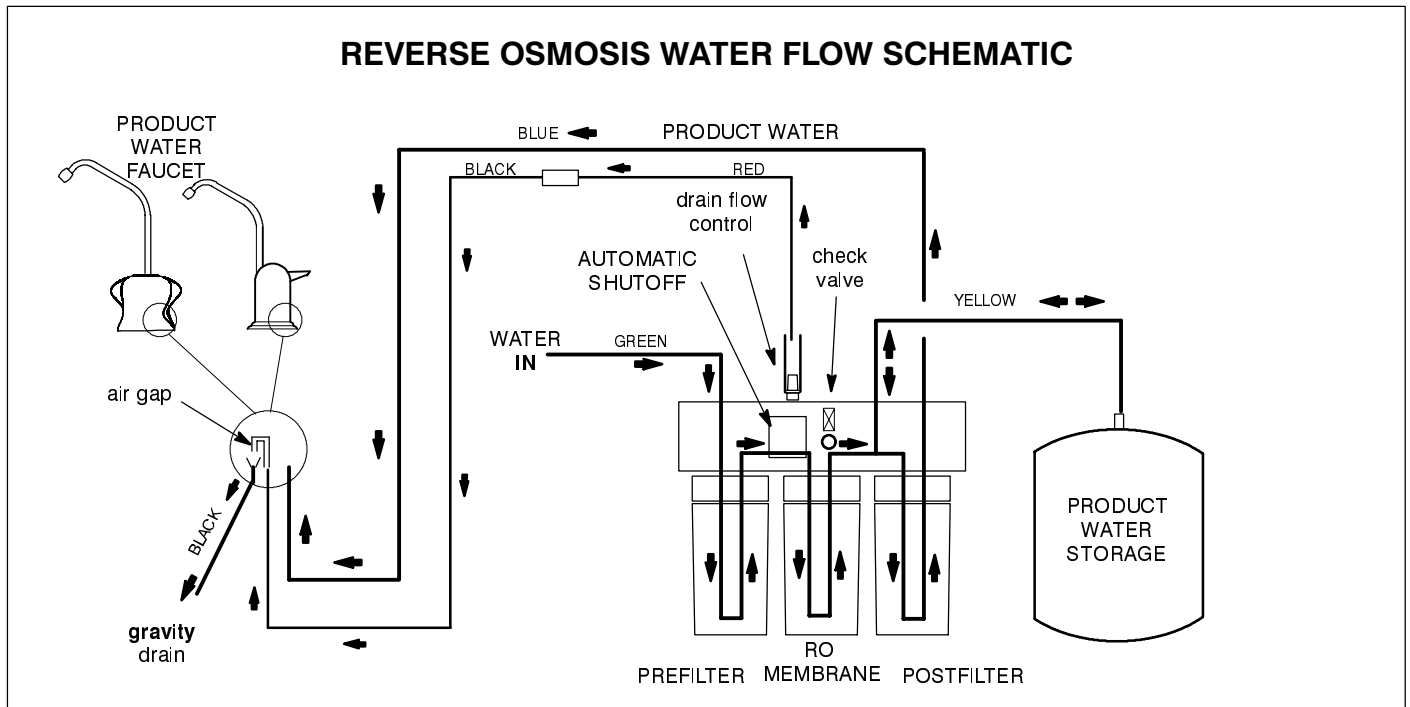 REVERSE OSMOSIS WATER FLOW SCHEMATIC
PRODUCT
WATER
FAUCET
BLUE
PRODUCT WATER
BLACK
RED
drain flow
control
AUTOMATIC
SHUTOFF
check
valve
YELLOW
WATER
IN
GREEN
air gap
BLACK
gravity
drain
PRODUCT
WATER
STORAGE
PREFILTER
RO
MEMBRANE
POSTFILTER